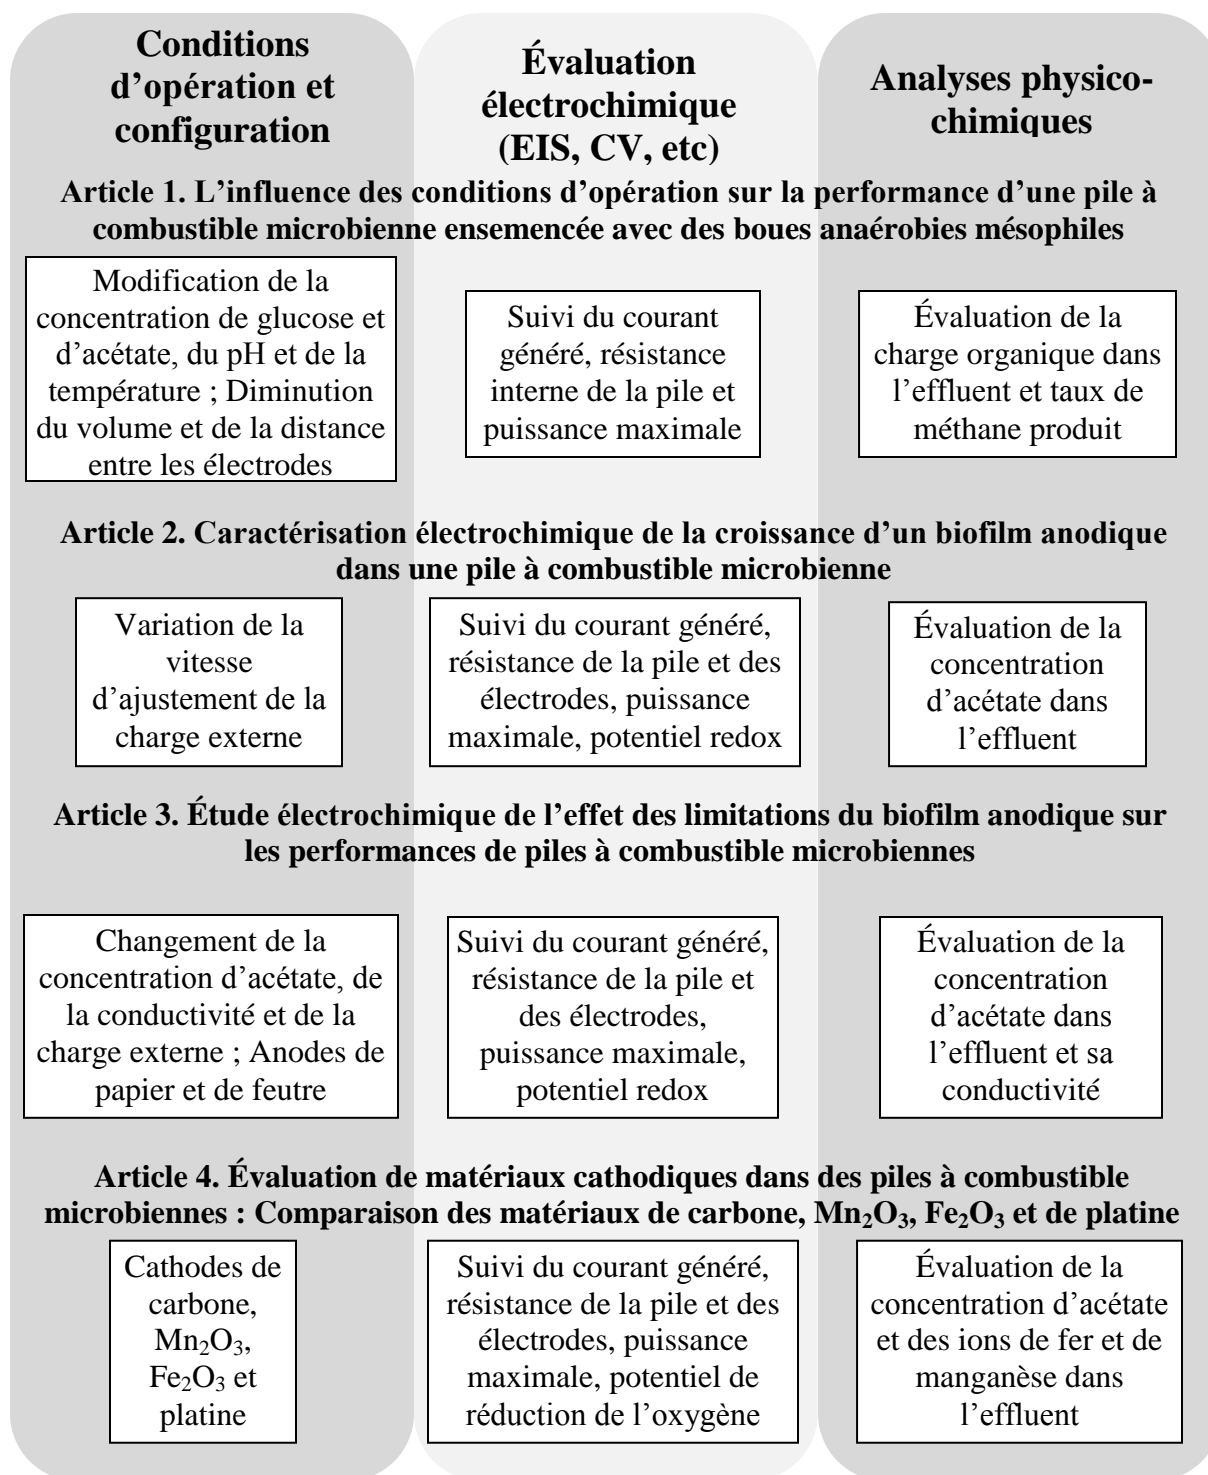 Conditions
d’opération et
configuration
Évaluation
électrochimique
(EIS, CV, etc)
Analyses physico-
chimiques
Article 1. L’influence des conditions d’opération sur la performance d’une pile à
combustible microbienne ensemencée avec des boues anaérobies mésophiles
Modification de la
concentration de glucose et
d’acétate, du pH et de la
température ; Diminution
du volume et de la distance
entre les électrodes
Suivi du courant
généré, résistance
interne de la pile et
puissance maximale
Évaluation de la
charge organique dans
l’effluent et taux de
méthane produit
Article 2. Caractérisation électrochimique de la croissance d’un biofilm anodique
dans une pile à combustible microbienne
Variation de la
vitesse
d’ajustement de la
charge externe
Suivi du courant généré,
résistance de la pile et des
électrodes, puissance
maximale, potentiel redox
Évaluation de la
concentration
d’acétate dans
l’effluent
Article 3. Étude électrochimique de l’effet des limitations du biofilm anodique sur
les performances de piles à combustible microbiennes
Changement de la
concentration d’acétate, de
la conductivité et de la
charge externe ; Anodes de
papier et de feutre
Suivi du courant généré,
résistance de la pile et
des électrodes,
puissance maximale,
potentiel redox
Évaluation de la
concentration
d’acétate dans
l’effluent et sa
conductivité
Article 4. Évaluation de matériaux cathodiques dans des piles à combustible
microbiennes : Comparaison des matériaux de carbone, Mn₂O₃, Fe₂O₃ et de platine
Cathodes de
carbone,
Mn₂O₃,
Fe₂O₃ et
platine
Suivi du courant généré,
résistance de la pile et des
électrodes, puissance
maximale, potentiel de
réduction de l’oxygène
Évaluation de la
concentration d’acétate
et des ions de fer et de
manganèse dans
l’effluent